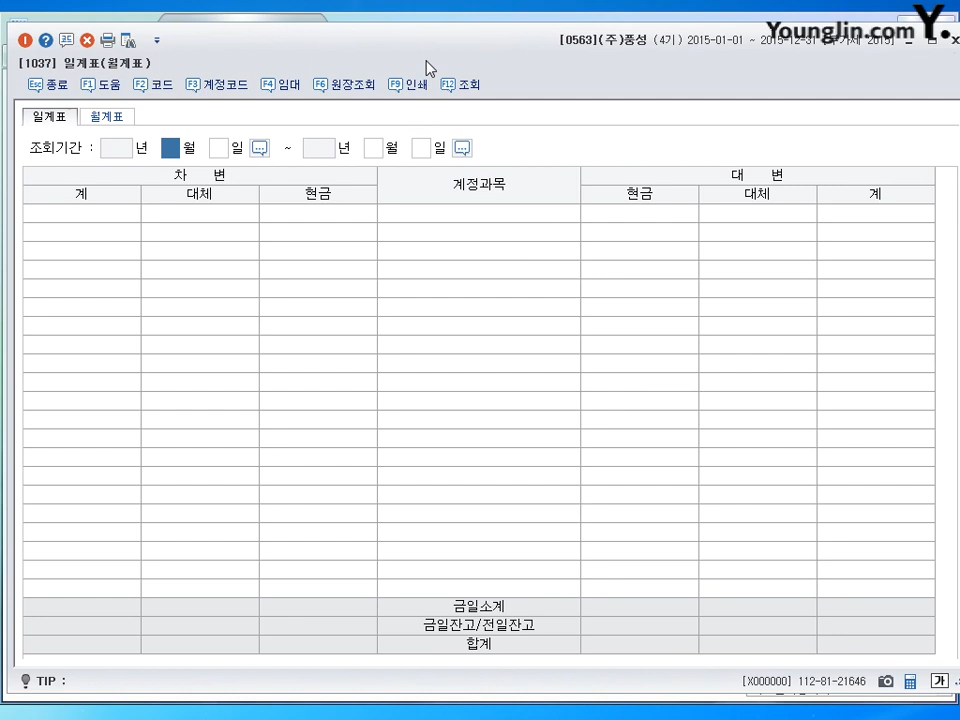 YoungJin.com Y.
[0563](주)종성 (4기) 2015-01-01 ~ 2015-12-31 [부가세 2015]
[1037] 일계표(월계표)
Esc 종료 F1 도움 F2 코드 F3 계정코드 F4 임대 F6 원장조회 F9 인쇄 F12 조회
일계표 월계표
조회기간 : 년 월 일 ~ 년 월 일
차 변 계정과목 대 변
계 대체 현금 현금 대체 계
금일소계
금일잔고/전일잔고
합계
TIP : [X000000] 112-81-21646 가